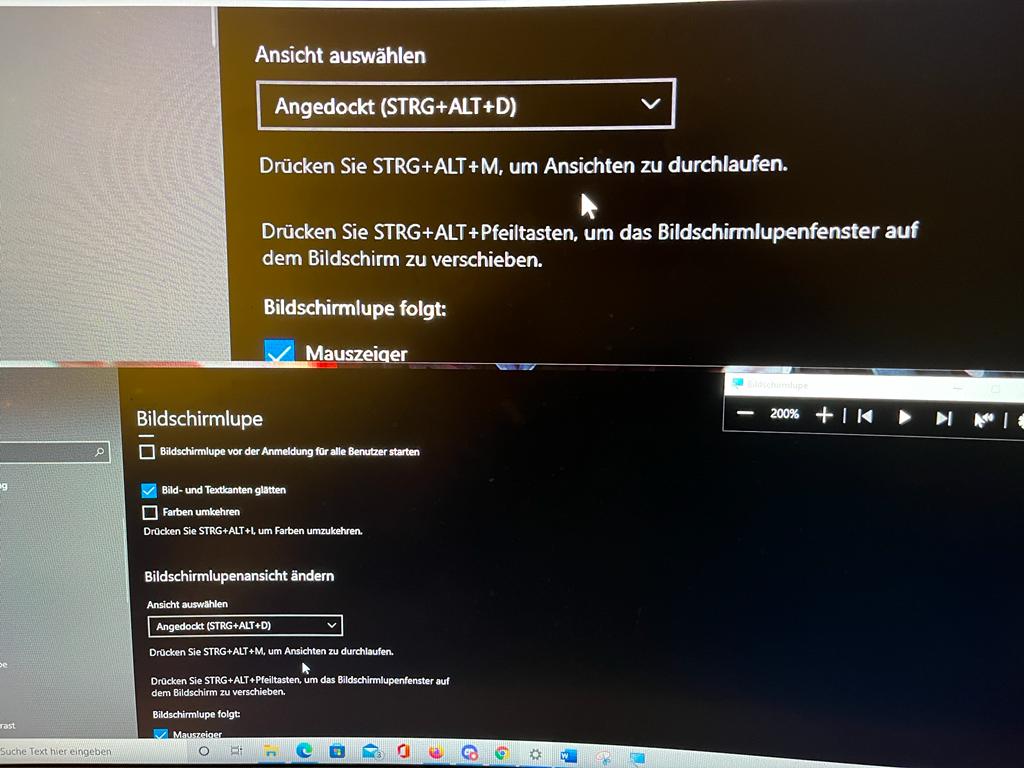 Ansicht auswählen
Angedockt (STRG+ALT+D)
Drücken Sie STRG+ALT+M, um Ansichten zu durchlaufen.
Drücken Sie STRG+ALT+Pfeiltasten, um das Bildschirmlupenfenster auf
dem Bildschirm zu verschieben.
Bildschirmlupe folgt:
Mauszeiger
Bildschirmlupe
200%
Bildschirmlupe
Bildschirmlupe vor der Anmeldung für alle Benutzer starten
Bild- und Textkanten glätten
Farben umkehren
Drücken Sie STRG+ALT+I, um Farben umzukehren.
Bildschirmlupenansicht ändern
Ansicht auswählen
Angedockt (STRG+ALT+D)
Drücken Sie STRG+ALT+M, um Ansichten zu durchlaufen.
Drücken Sie STRG+ALT+Pfeiltasten, um das Bildschirmlupenfenster auf
dem Bildschirm zu verschieben.
Bildschirmlupe folgt:
Mauszeiger
Suche Text hier eingeben